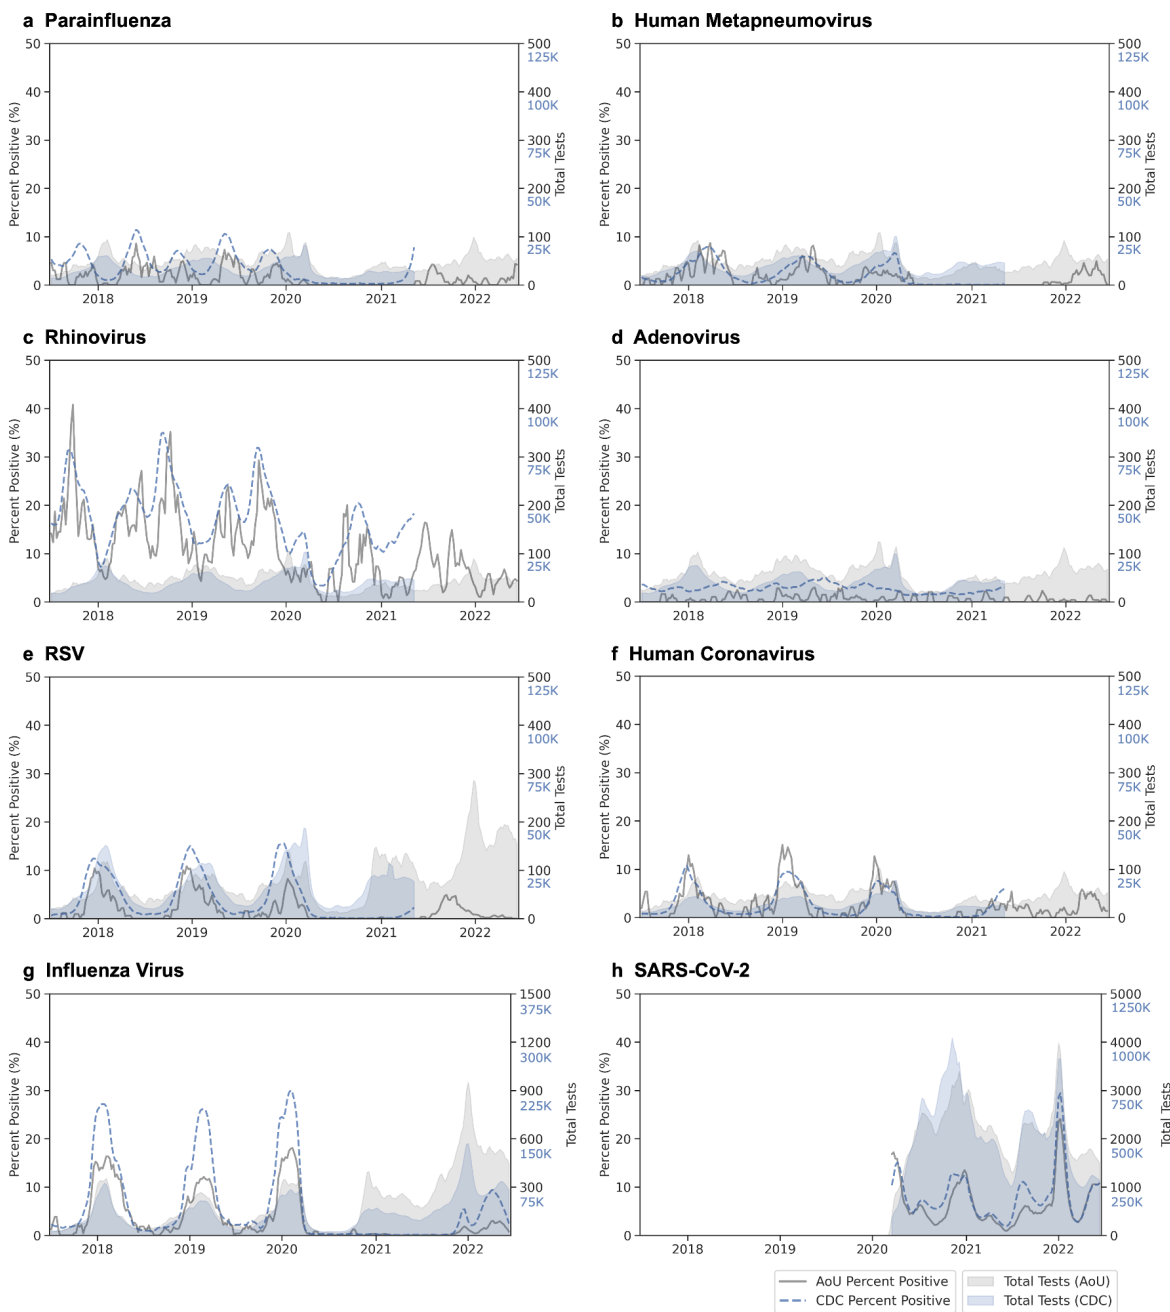 a Parainfluenza
50
40
30
20
10
0
Percent Positive (%)
500
125K
400
100K
300
75K
200
50K
100
25K
0
Total Tests
2018 2019 2020 2021 2022
b Human Metapneumovirus
50
40
30
20
10
0
Percent Positive (%)
500
125K
400
100K
300
75K
200
50K
100
25K
0
Total Tests
2018 2019 2020 2021 2022
c Rhinovirus
50
40
30
20
10
0
Percent Positive (%)
500
125K
400
100K
300
75K
200
50K
100
25K
0
Total Tests
2018 2019 2020 2021 2022
d Adenovirus
50
40
30
20
10
0
Percent Positive (%)
500
125K
400
100K
300
75K
200
50K
100
25K
0
Total Tests
2018 2019 2020 2021 2022
e RSV
50
40
30
20
10
0
Percent Positive (%)
500
125K
400
100K
300
75K
200
50K
100
25K
0
Total Tests
2018 2019 2020 2021 2022
f Human Coronavirus
50
40
30
20
10
0
Percent Positive (%)
500
125K
400
100K
300
75K
200
50K
100
25K
0
Total Tests
2018 2019 2020 2021 2022
g Influenza Virus
50
40
30
20
10
0
Percent Positive (%)
1500
375K
1200
300K
900
225K
600
150K
300
75K
0
Total Tests
2018 2019 2020 2021 2022
h SARS-CoV-2
50
40
30
20
10
0
Percent Positive (%)
5000
1250K
4000
1000K
3000
750K
2000
500K
1000
250K
0
Total Tests
2018 2019 2020 2021 2022
AoU Percent Positive
CDC Percent Positive
Total Tests (AoU)
Total Tests (CDC)